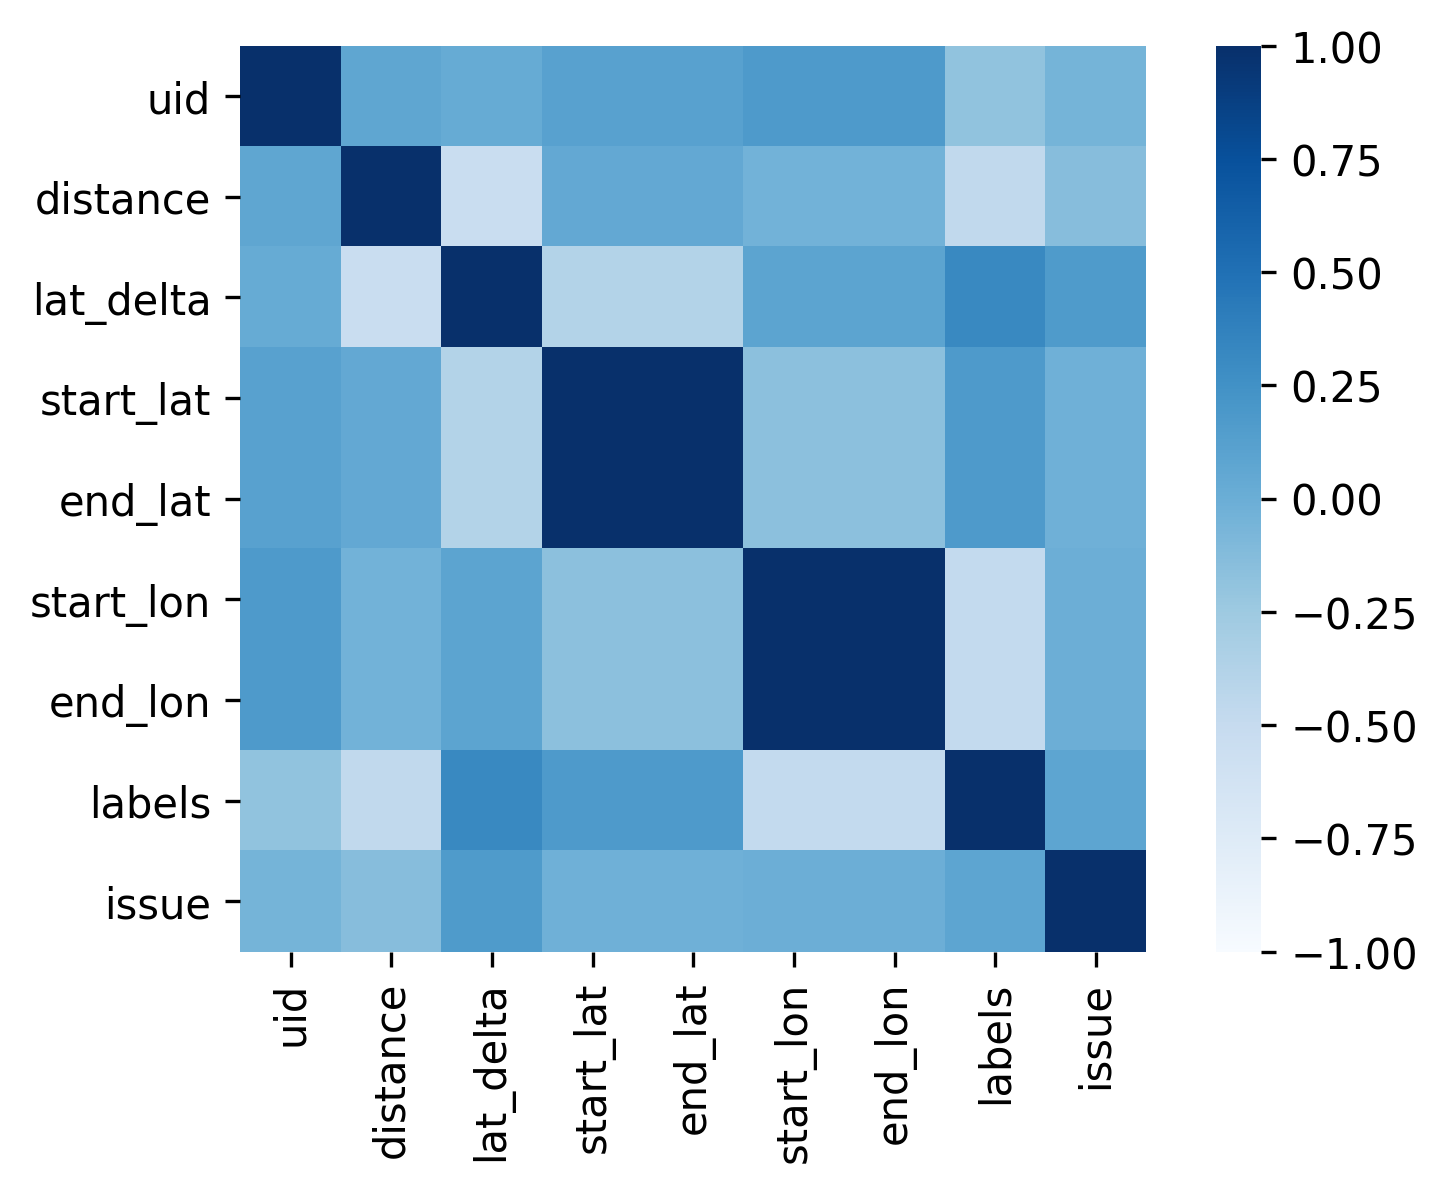 uid
distance
lat_delta
start_lat
end_lat
start_lon
end_lon
labels
issue
uid
distance
lat_delta
start_lat
end_lat
start_lon
end_lon
labels
issue
1.00
0.75
0.50
0.25
0.00
−0.25
−0.50
−0.75
−1.00